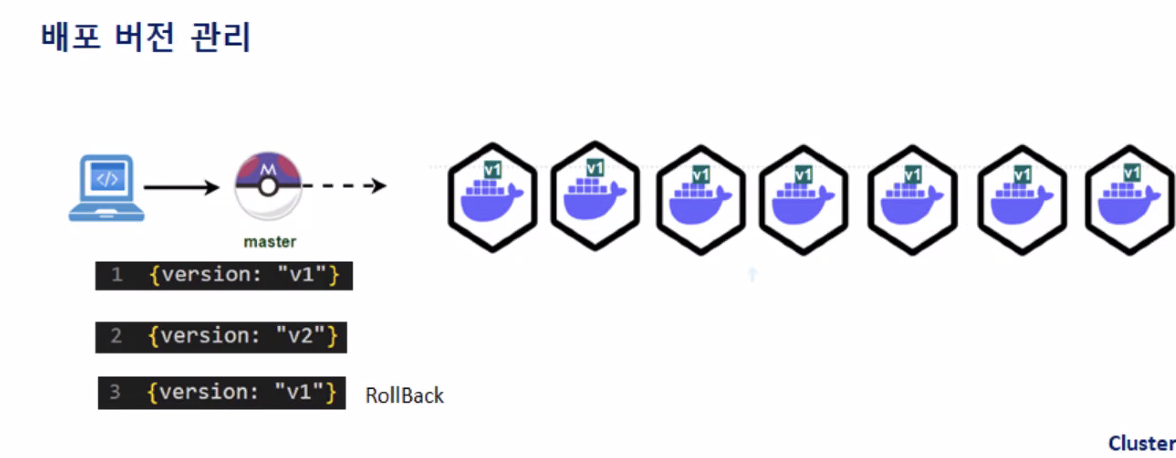 배포 버전 관리
</>
M
master
v1 v1 v1 v1 v1 v1 v1
1 {version: "v1"}
2 {version: "v2"}
3 {version: "v1"} RollBack
Cluster